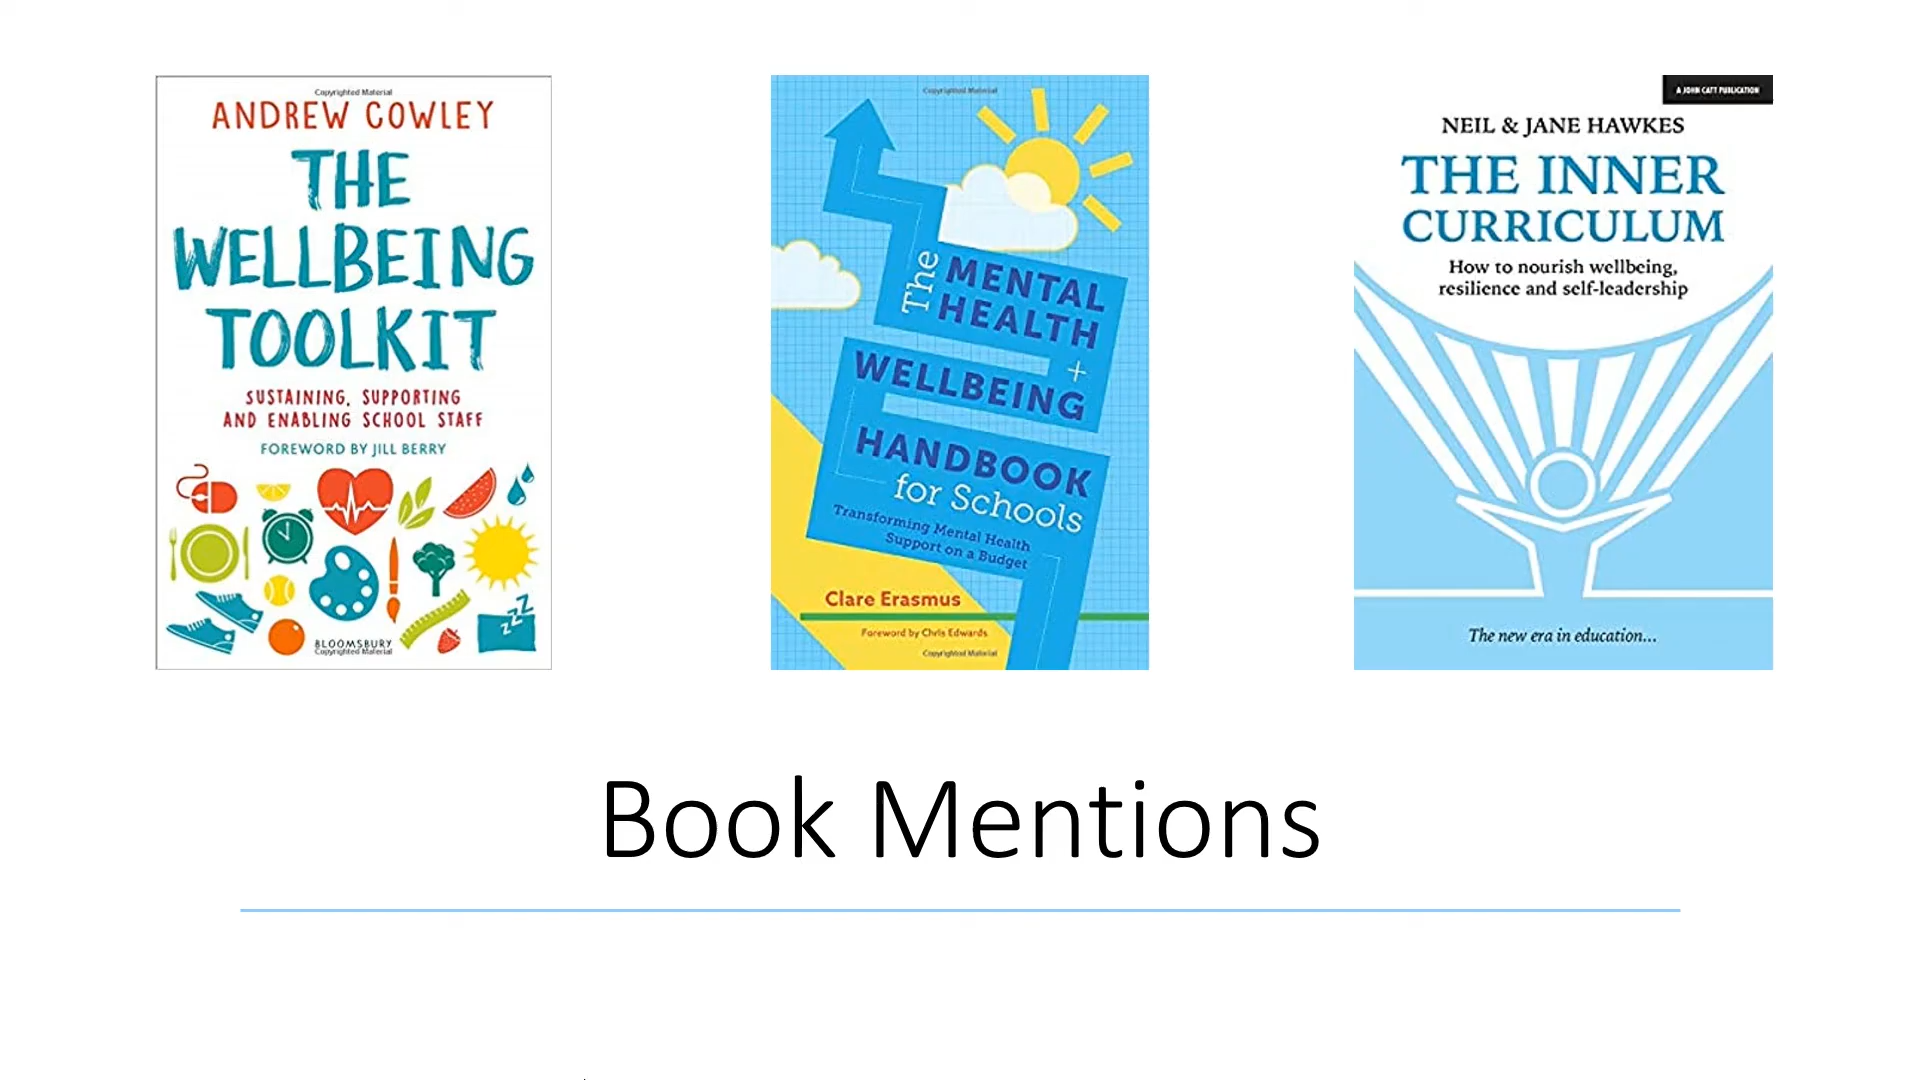 Copyrighted Material
ANDREW COWLEY
THE
WELLBEING
TOOLKIT
SUSTAINING, SUPPORTING
AND ENABLING SCHOOL STAFF
FOREWORD BY JILL BERRY
zzz
BLOOMSBURY
Copyrighted Material
Copyrighted Material
The MENTAL
HEALTH
+
WELLBEING
HANDBOOK
for Schools
Transforming Mental Health
Support on a Budget
Clare Erasmus
Foreword by Chris Edwards
Copyrighted Material
A JOHN CATT PUBLICATION
NEIL & JANE HAWKES
THE INNER
CURRICULUM
How to nourish wellbeing,
resilience and self-leadership
The new era in education...
Book Mentions